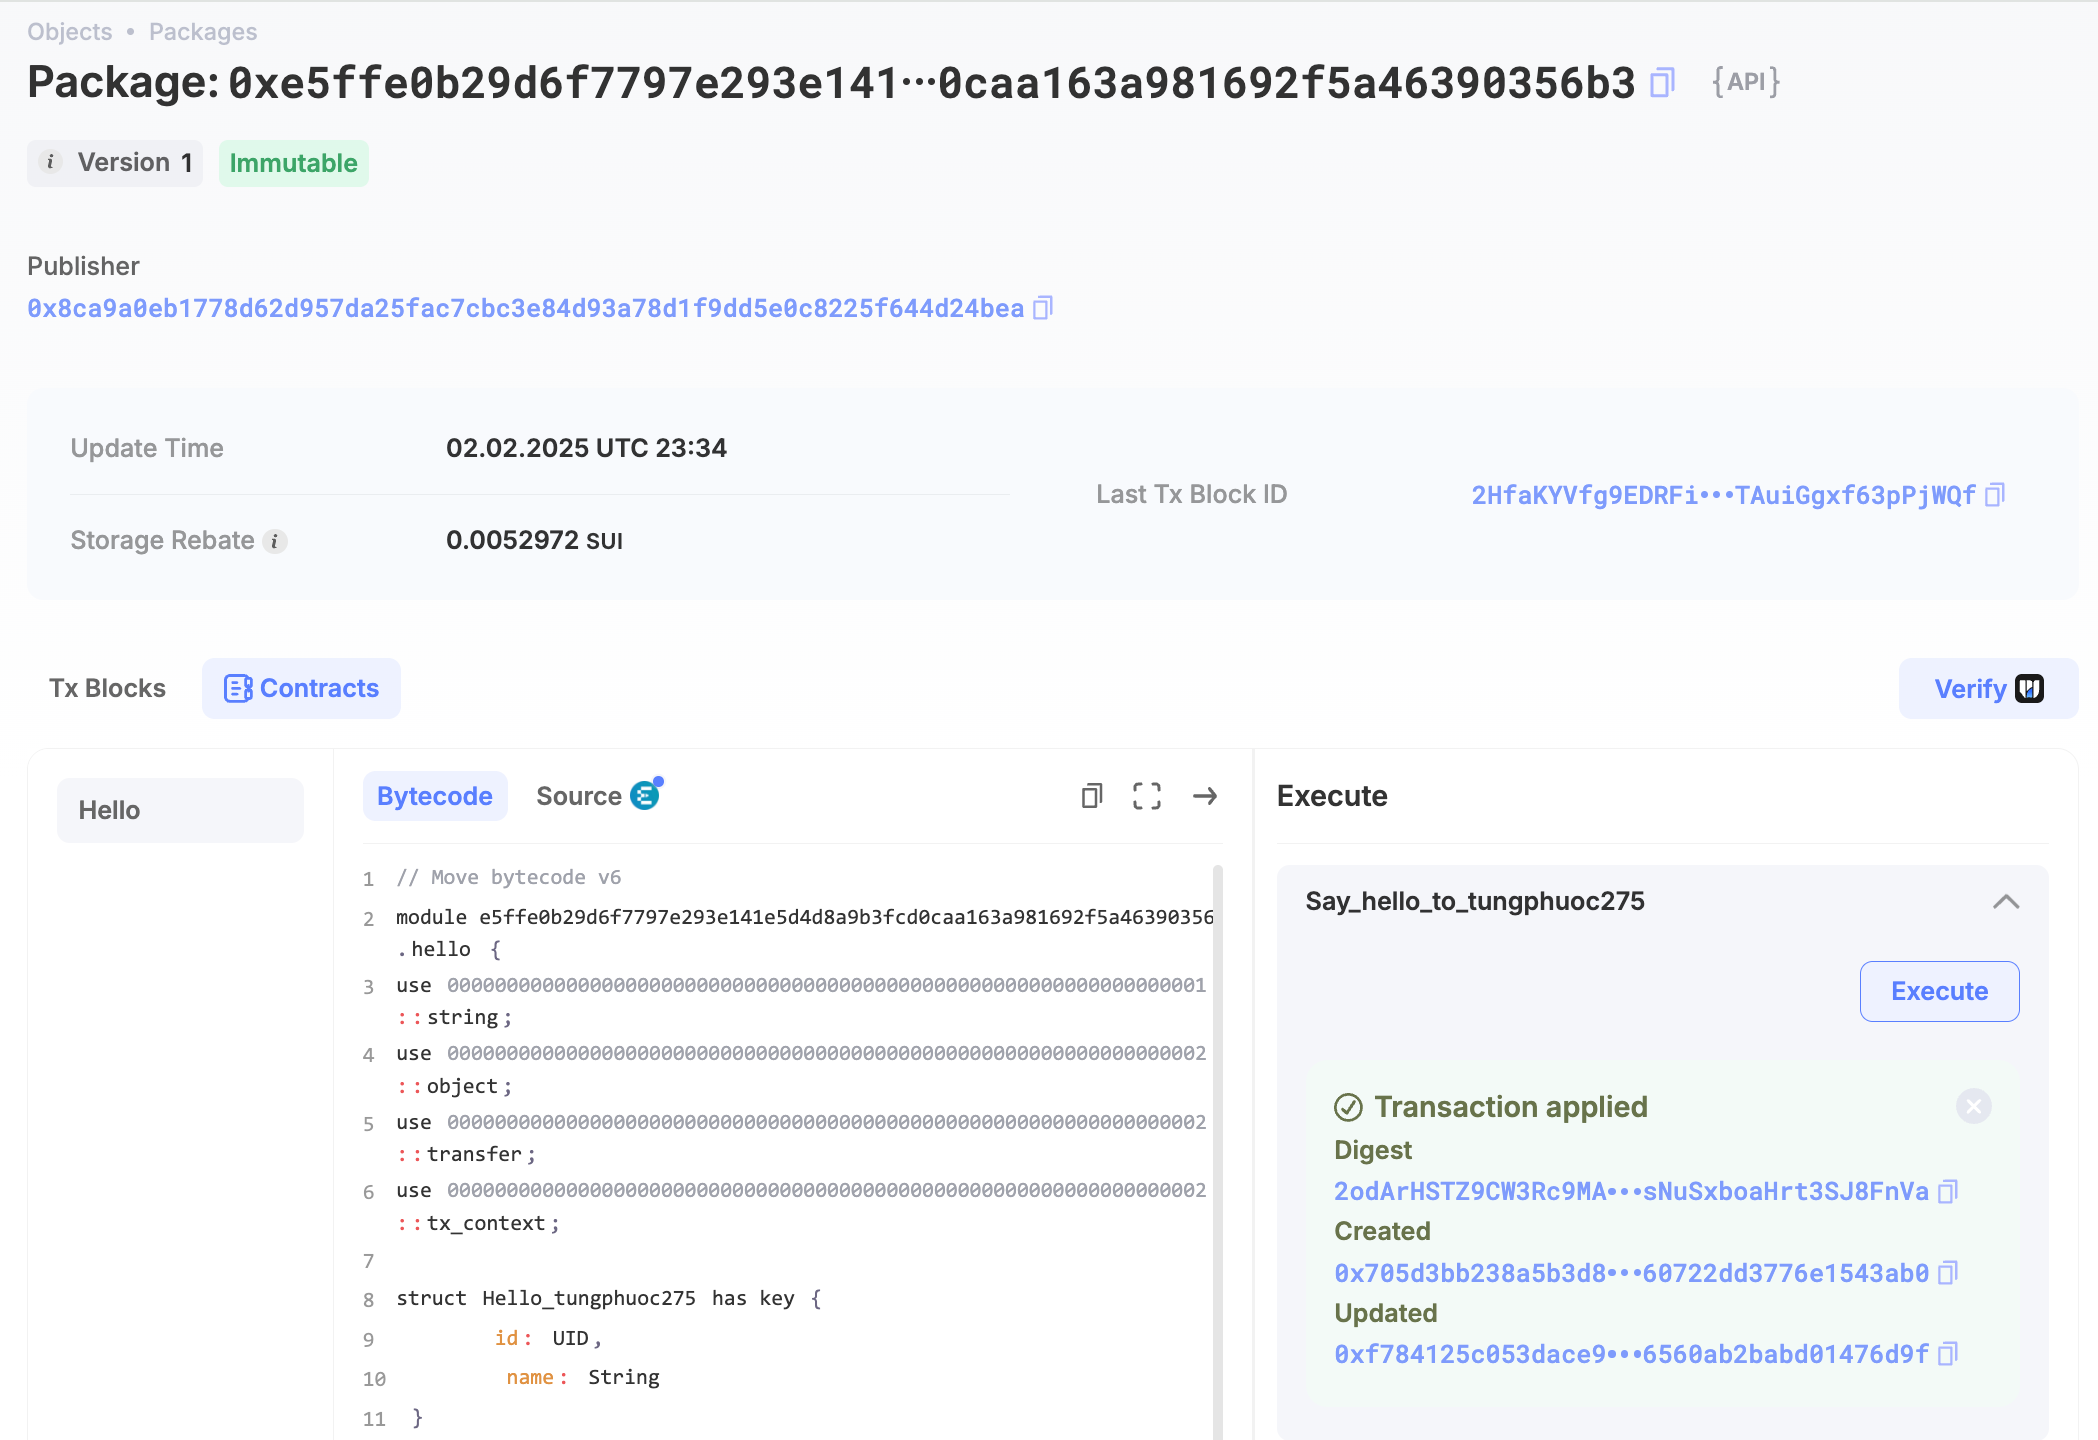 Objects • Packages
Package: 0xe5ffe0b29d6f7797e293e141···0caa163a981692f5a46390356b3 {API}
i Version 1 Immutable
Publisher
0x8ca9a0eb1778d62d957da25fac7cbc3e84d93a78d1f9dd5e0c8225f644d24bea
Update Time 02.02.2025 UTC 23:34
Last Tx Block ID 2HfaKYVfg9EDRFi•••TAuiGgxf63pPjWQf
Storage Rebate i 0.0052972 SUI
Tx Blocks Contracts Verify
Hello
Bytecode Source
1 // Move bytecode v6
2 module e5ffe0b29d6f7797e293e141e5d4d8a9b3fcd0caa163a981692f5a46390356
.hello {
3 use 0000000000000000000000000000000000000000000000000000000000000001
::string;
4 use 0000000000000000000000000000000000000000000000000000000000000002
::object;
5 use 0000000000000000000000000000000000000000000000000000000000000002
::transfer;
6 use 0000000000000000000000000000000000000000000000000000000000000002
::tx_context;
7
8 struct Hello_tungphuoc275 has key {
9 id: UID,
10 name: String
11 }
Execute
Say_hello_to_tungphuoc275
Execute
Transaction applied
Digest
2odArHSTZ9CW3Rc9MA•••sNuSxboaHrt3SJ8FnVa
Created
0x705d3bb238a5b3d8•••60722dd3776e1543ab0
Updated
0xf784125c053dace9•••6560ab2babd01476d9f